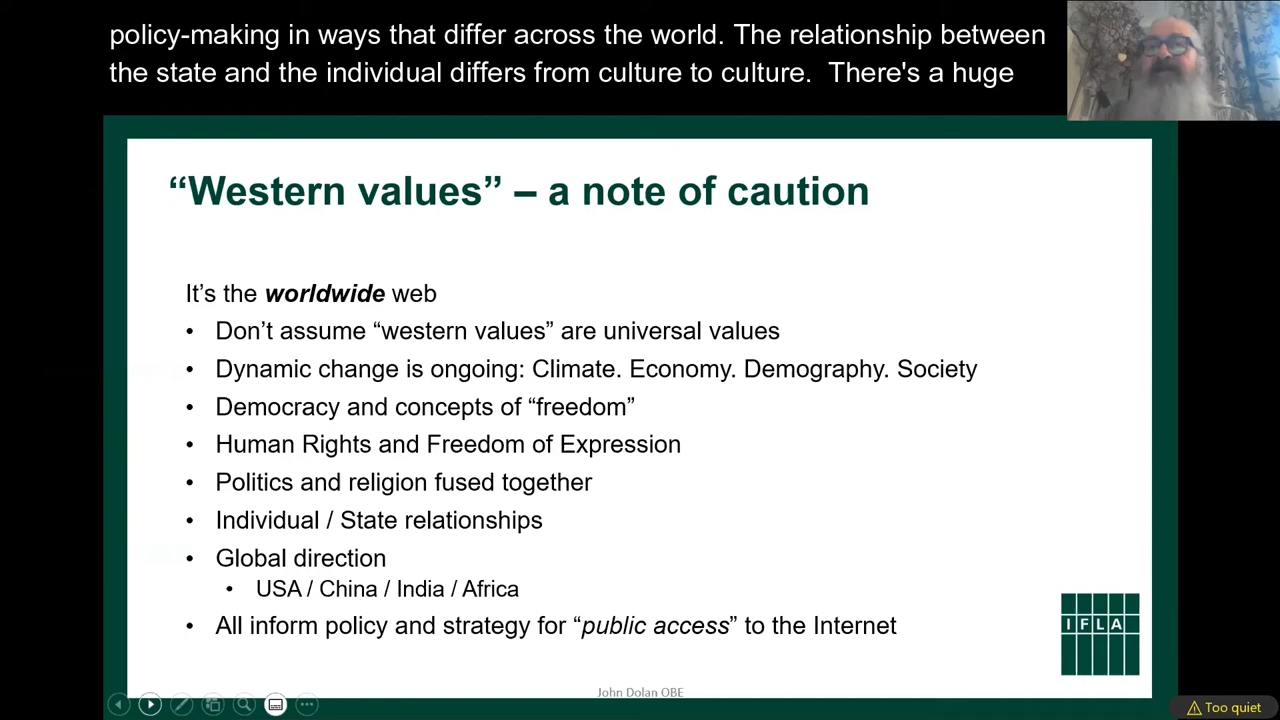 policy-making in ways that differ across the world. The relationship between
the state and the individual differs from culture to culture.  There's a huge
“Western values” – a note of caution
It’s the worldwide web
• Don’t assume “western values” are universal values
• Dynamic change is ongoing: Climate. Economy. Demography. Society
• Democracy and concepts of “freedom”
• Human Rights and Freedom of Expression
• Politics and religion fused together
• Individual / State relationships
• Global direction
• USA / China / India / Africa
• All inform policy and strategy for “public access” to the Internet
IFLA
John Dolan OBE
Too quiet